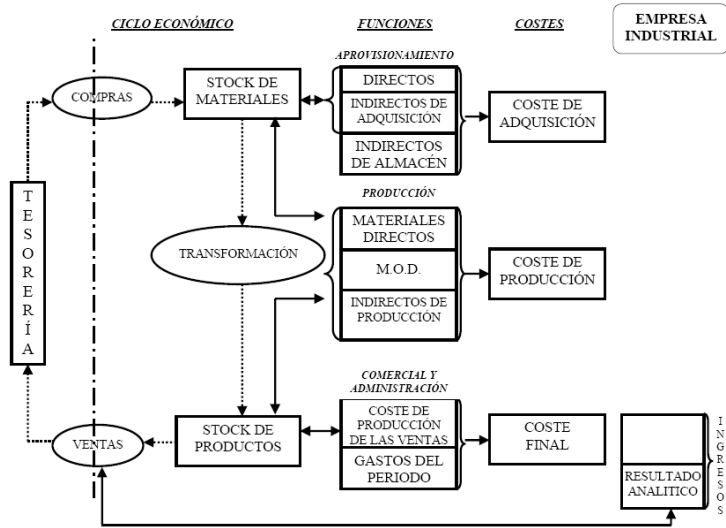 CICLO ECONÓMICO
FUNCIONES
COSTES
EMPRESA
INDUSTRIAL
APROVISIONAMIENTO
COMPRAS
STOCK DE
MATERIALES
DIRECTOS
INDIRECTOS DE
ADQUISICIÓN
INDIRECTOS
DE ALMACÉN
COSTE DE
ADQUISICIÓN
TESORERÍA
PRODUCCIÓN
TRANSFORMACIÓN
MATERIALES
DIRECTOS
M.O.D.
INDIRECTOS DE
PRODUCCIÓN
COSTE DE
PRODUCCIÓN
COMERCIAL Y
ADMINISTRACIÓN
VENTAS
STOCK DE
PRODUCTOS
COSTE DE
PRODUCCIÓN
DE LAS VENTAS
GASTOS DEL
PERIODO
COSTE
FINAL
RESULTADO
ANALITICO
INGRESOS